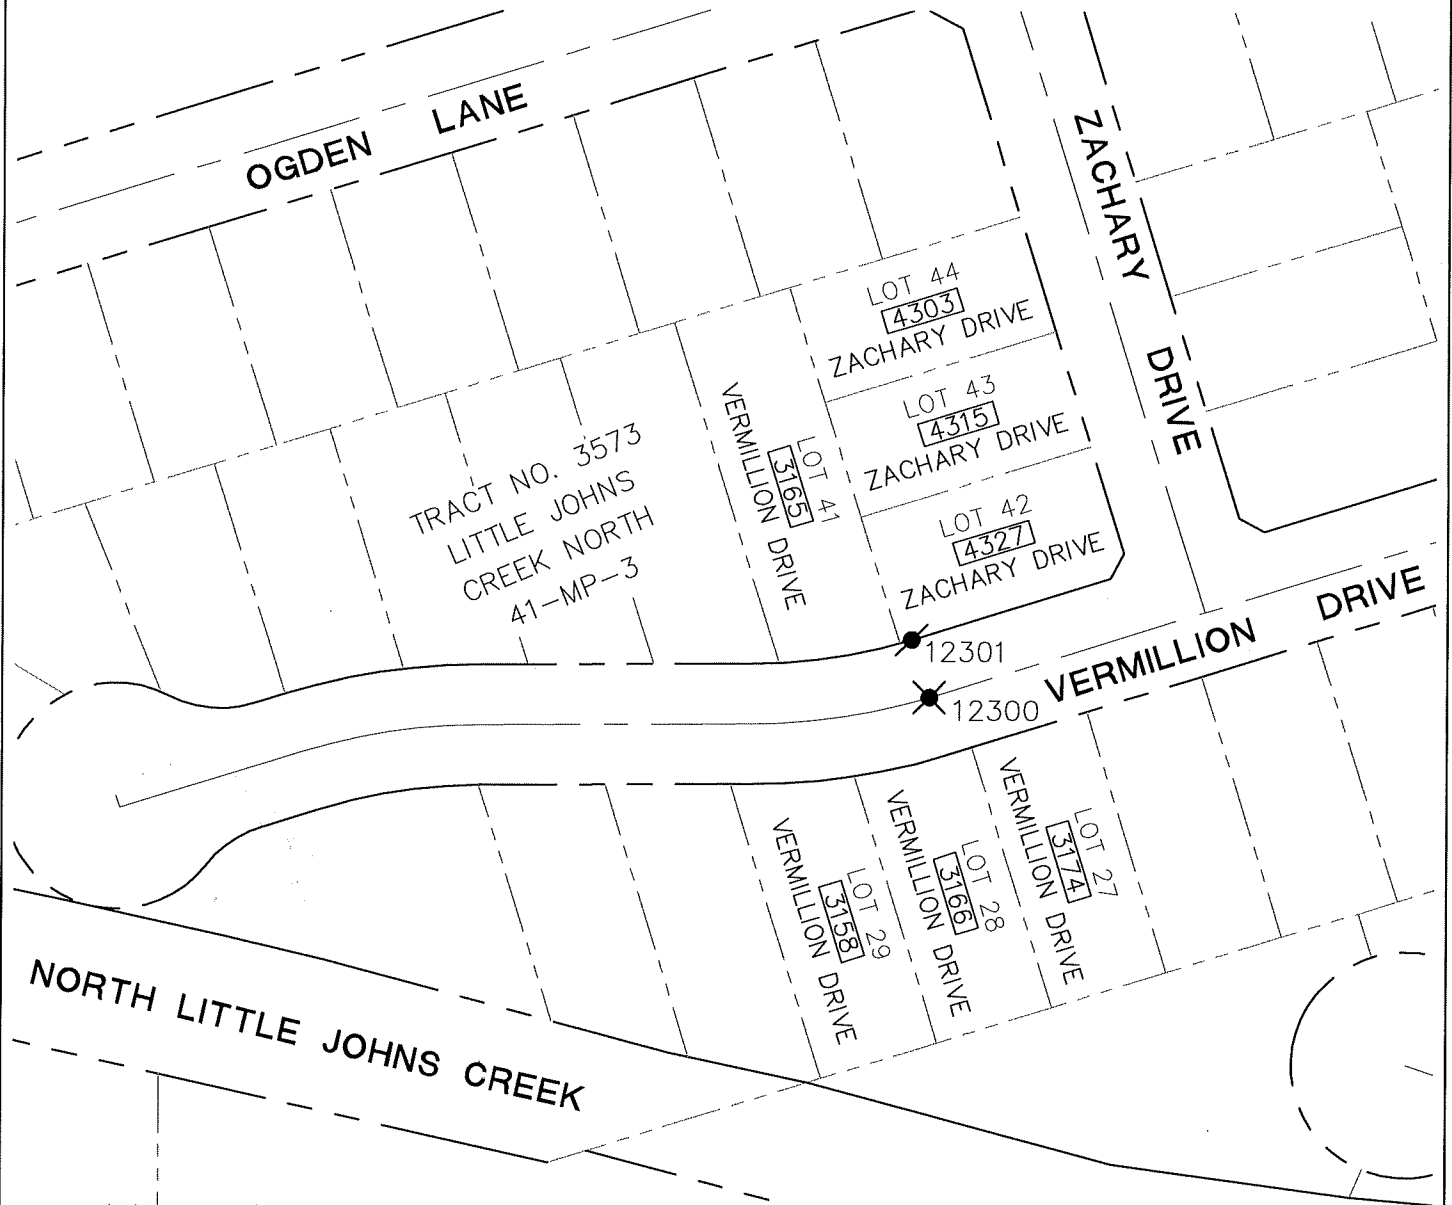 OGDEN LANE
ZACHARY DRIVE
LOT 44
4303
ZACHARY DRIVE
LOT 43
4315
ZACHARY DRIVE
LOT 42
4327
ZACHARY DRIVE
LOT 41
3165
VERMILLION DRIVE
TRACT NO. 3573
LITTLE JOHNS
CREEK NORTH
41-MP-3
12301
12300
VERMILLION DRIVE
LOT 27
3174
VERMILLION DRIVE
LOT 28
3166
VERMILLION DRIVE
LOT 29
3158
VERMILLION DRIVE
NORTH LITTLE JOHNS CREEK